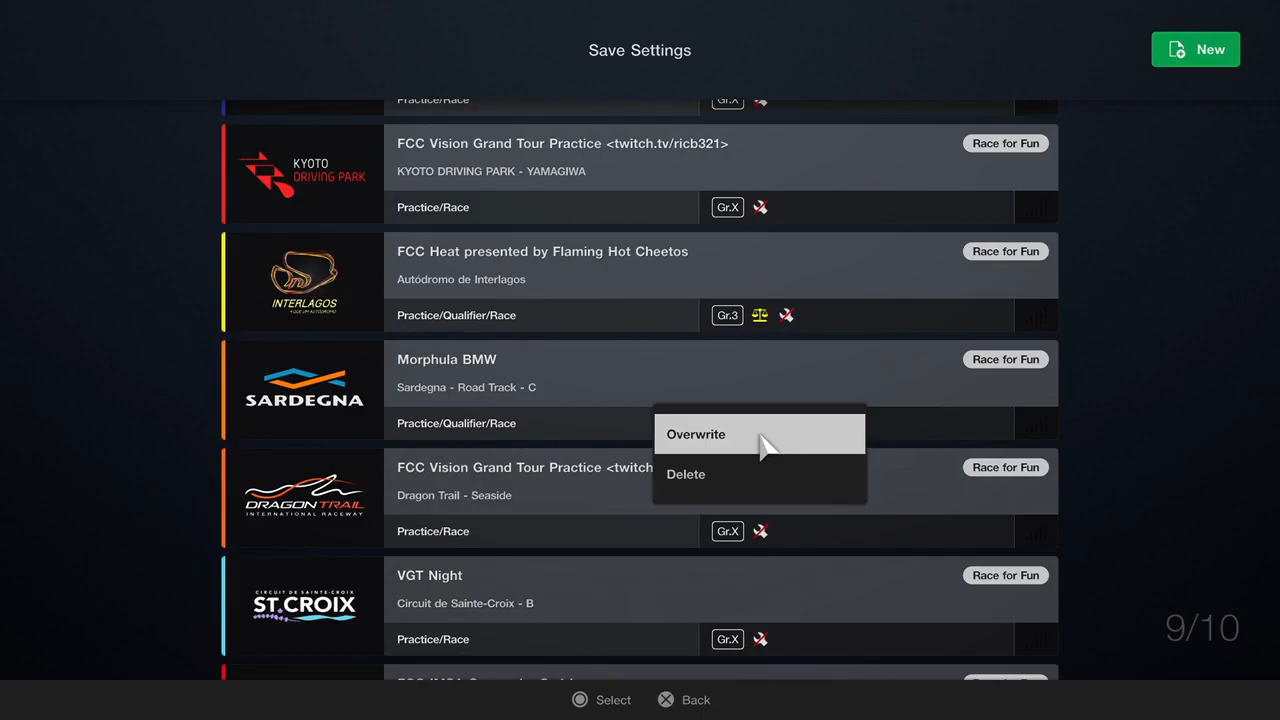 Save Settings
New
Practice/Race
Gr.X
KYOTO
DRIVING PARK
FCC Vision Grand Tour Practice <twitch.tv/ricb321>
Race for Fun
KYOTO DRIVING PARK - YAMAGIWA
Practice/Race
Gr.X
INTERLAGOS
FCC Heat presented by Flaming Hot Cheetos
Race for Fun
Autódromo de Interlagos
Practice/Qualifier/Race
Gr.3
SARDEGNA
Morphula BMW
Race for Fun
Sardegna - Road Track - C
Practice/Qualifier/Race
Overwrite
Delete
DRAGON TRAIL
INTERNATIONAL RACEWAY
FCC Vision Grand Tour Practice <twitch
Race for Fun
Dragon Trail - Seaside
Practice/Race
Gr.X
CIRCUIT DE SAINTE-CROIX
ST.CROIX
VGT Night
Race for Fun
Circuit de Sainte-Croix - B
Practice/Race
Gr.X
9/10
Select
Back